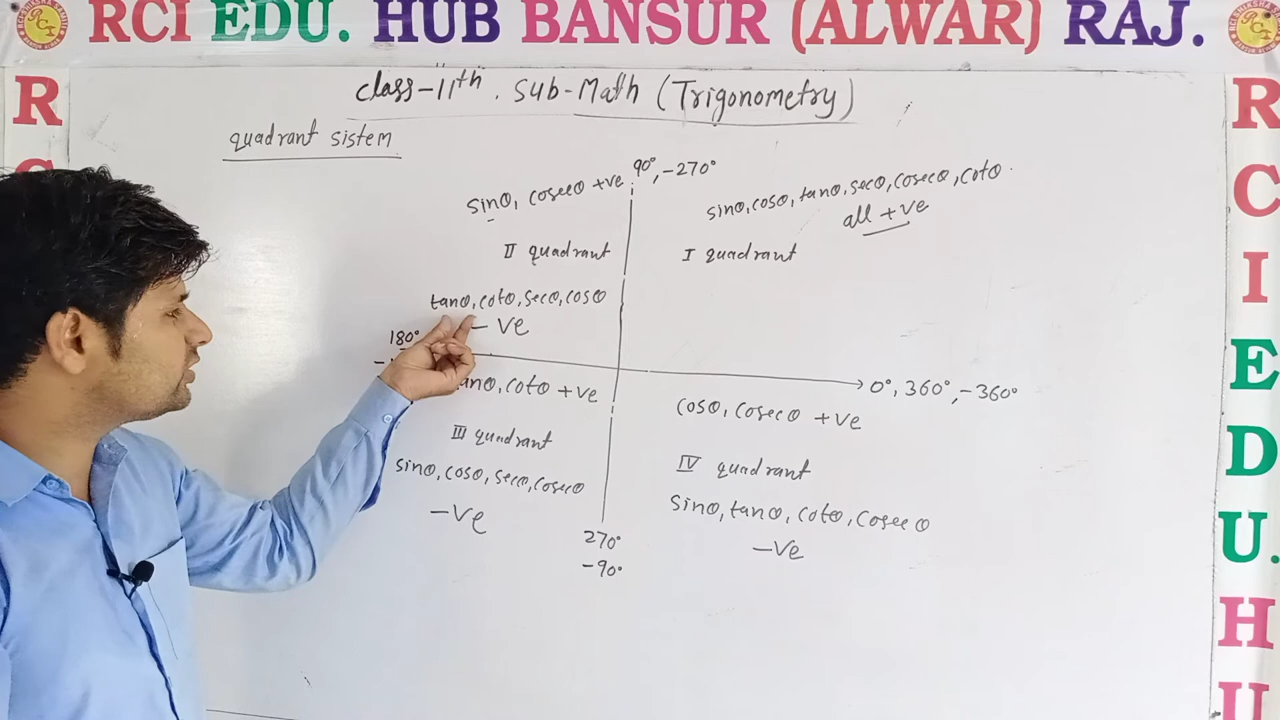 RCI EDU. HUB BANSUR (ALWAR) RAJ.
class-11th. Sub-Math (Trigonometry)
quadrant sistem
90°, -270°
sinθ, cosecθ +ve
sinθ, cosθ, tanθ, secθ, cosecθ, cotθ.
all +ve
II quadrant
I quadrant
tanθ, cotθ, secθ, cosθ
- ve
180°
0°, 360°, -360°
tanθ, cotθ +ve
cosθ, cosecθ +ve
III quadrant
IV quadrant
sinθ, cosθ, secθ, cosecθ
-ve
sinθ, tanθ, cotθ, cosecθ
-ve
270°
-90°
R
R
C
I
E
D
U.
H
U